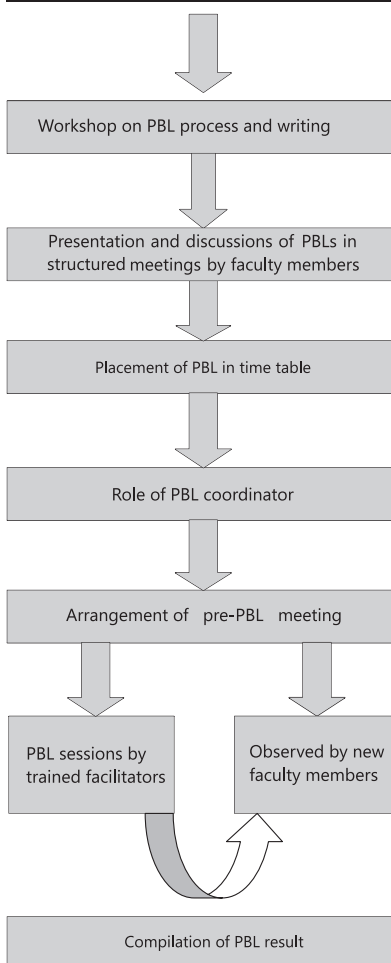 Workshop on PBL process and writing
Presentation and discussions of PBLs in
structured meetings by faculty members
Placement of PBL in time table
Role of PBL coordinator
Arrangement of pre-PBL meeting
PBL sessions by
trained facilitators
Observed by new
faculty members
Compilation of PBL result